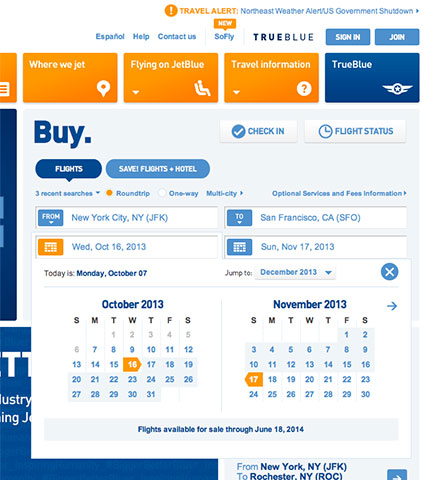 TRAVEL ALERT: Northeast Weather Alert/US Government Shutdown
NEW
Español Help Contact us SoFly TRUEBLUE SIGN IN JOIN
Where we jet Flying on JetBlue Travel information TrueBlue
?
Buy.
CHECK IN FLIGHT STATUS
FLIGHTS SAVE! FLIGHTS + HOTEL
3 recent searches Roundtrip One-way Multi-city Optional Services and Fees Information
FROM New York City, NY (JFK) TO San Francisco, CA (SFO)
Wed, Oct 16, 2013 Sun, Nov 17, 2013
Today is: Monday, October 07 Jump to: December 2013
October 2013 November 2013
S M T W T F S S M T W T F S
1 2 3 4 5 1 2
6 7 8 9 10 11 12 3 4 5 6 7 8 9
13 14 15 16 17 18 19 10 11 12 13 14 15 16
20 21 22 23 24 25 26 17 18 19 20 21 22 23
27 28 29 30 31 24 25 26 27 28 29 30
Flights available for sale through June 18, 2014
From New York, NY (JFK)
To Rochester, NY (ROC)